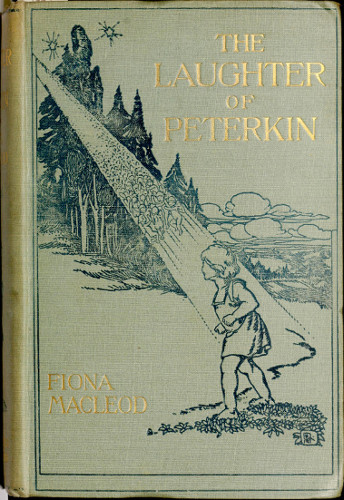 THE
LAUGHTER
OF
PETERKIN
FIONA
MACLEOD